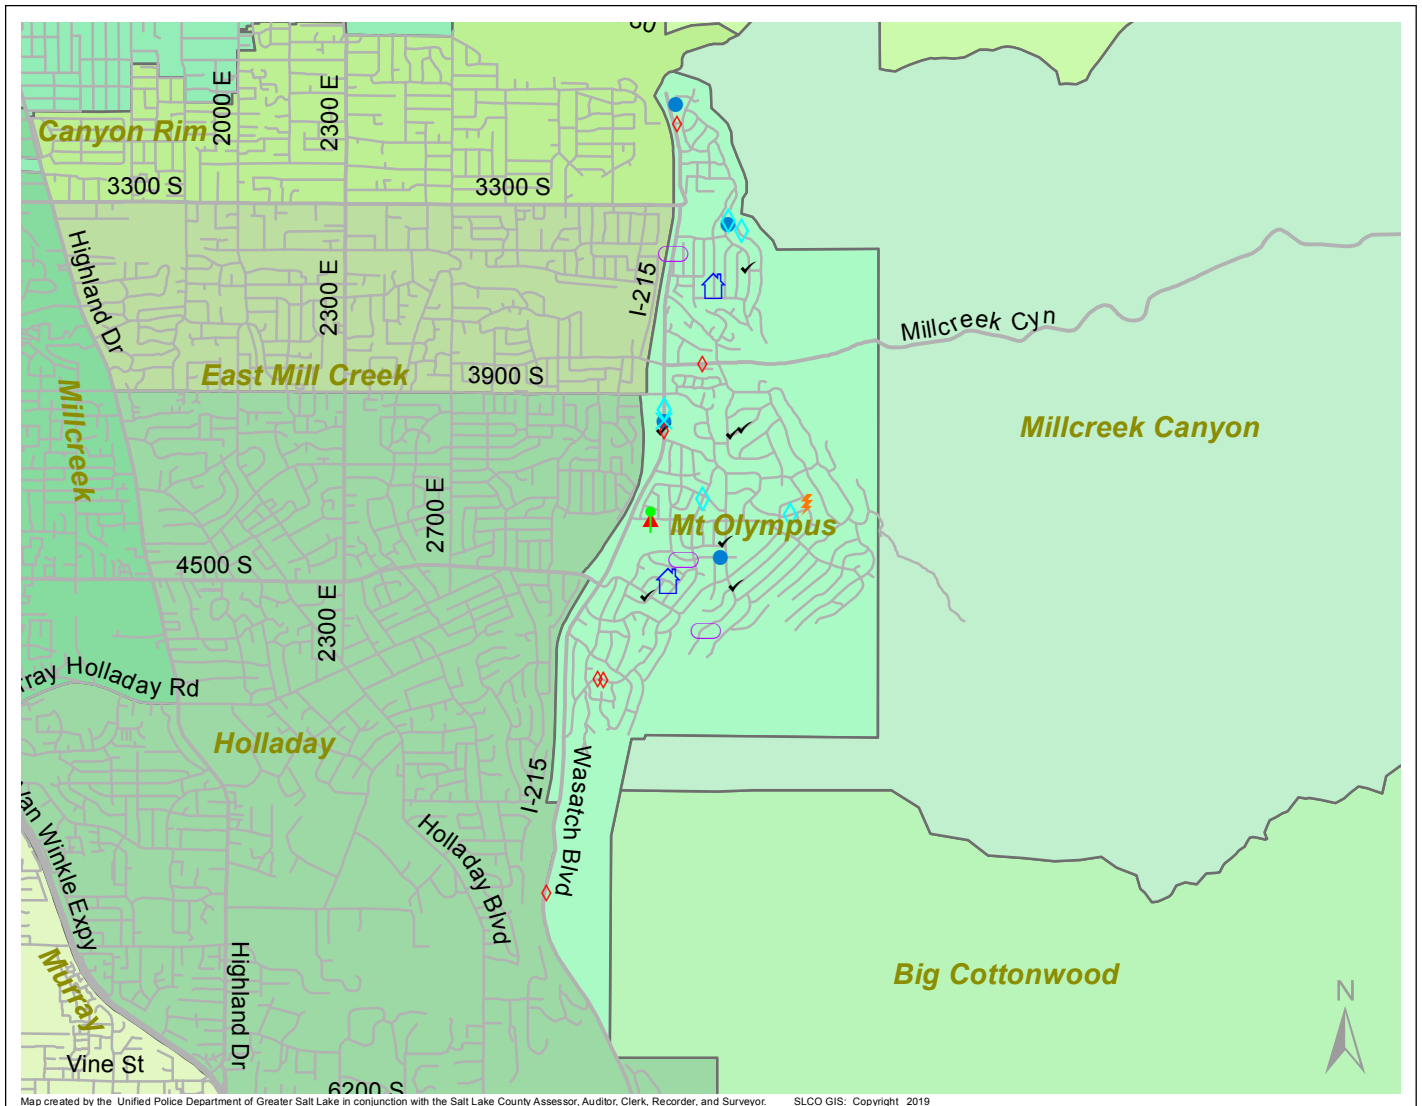 Canyon Rim
2000 E
2300 E
3300 S
3300 S
Highland Dr
2300 E
I-215
Millcreek Cyn
East Mill Creek
3900 S
Millcreek
Millcreek Canyon
2700 E
Mt Olympus
4500 S
2300 E
rray Holladay Rd
Holladay
I-215
Wasatch Blvd
Van Winkle Expy
Holladay Blvd
Murray
Highland Dr
Big Cottonwood
N
Vine St
6200 S
Map created by the Unified Police Department of Greater Salt Lake in conjunction with the Salt Lake County Assessor, Auditor, Clerk, Recorder, and Surveyor. SLCO GIS: Copyright 2019